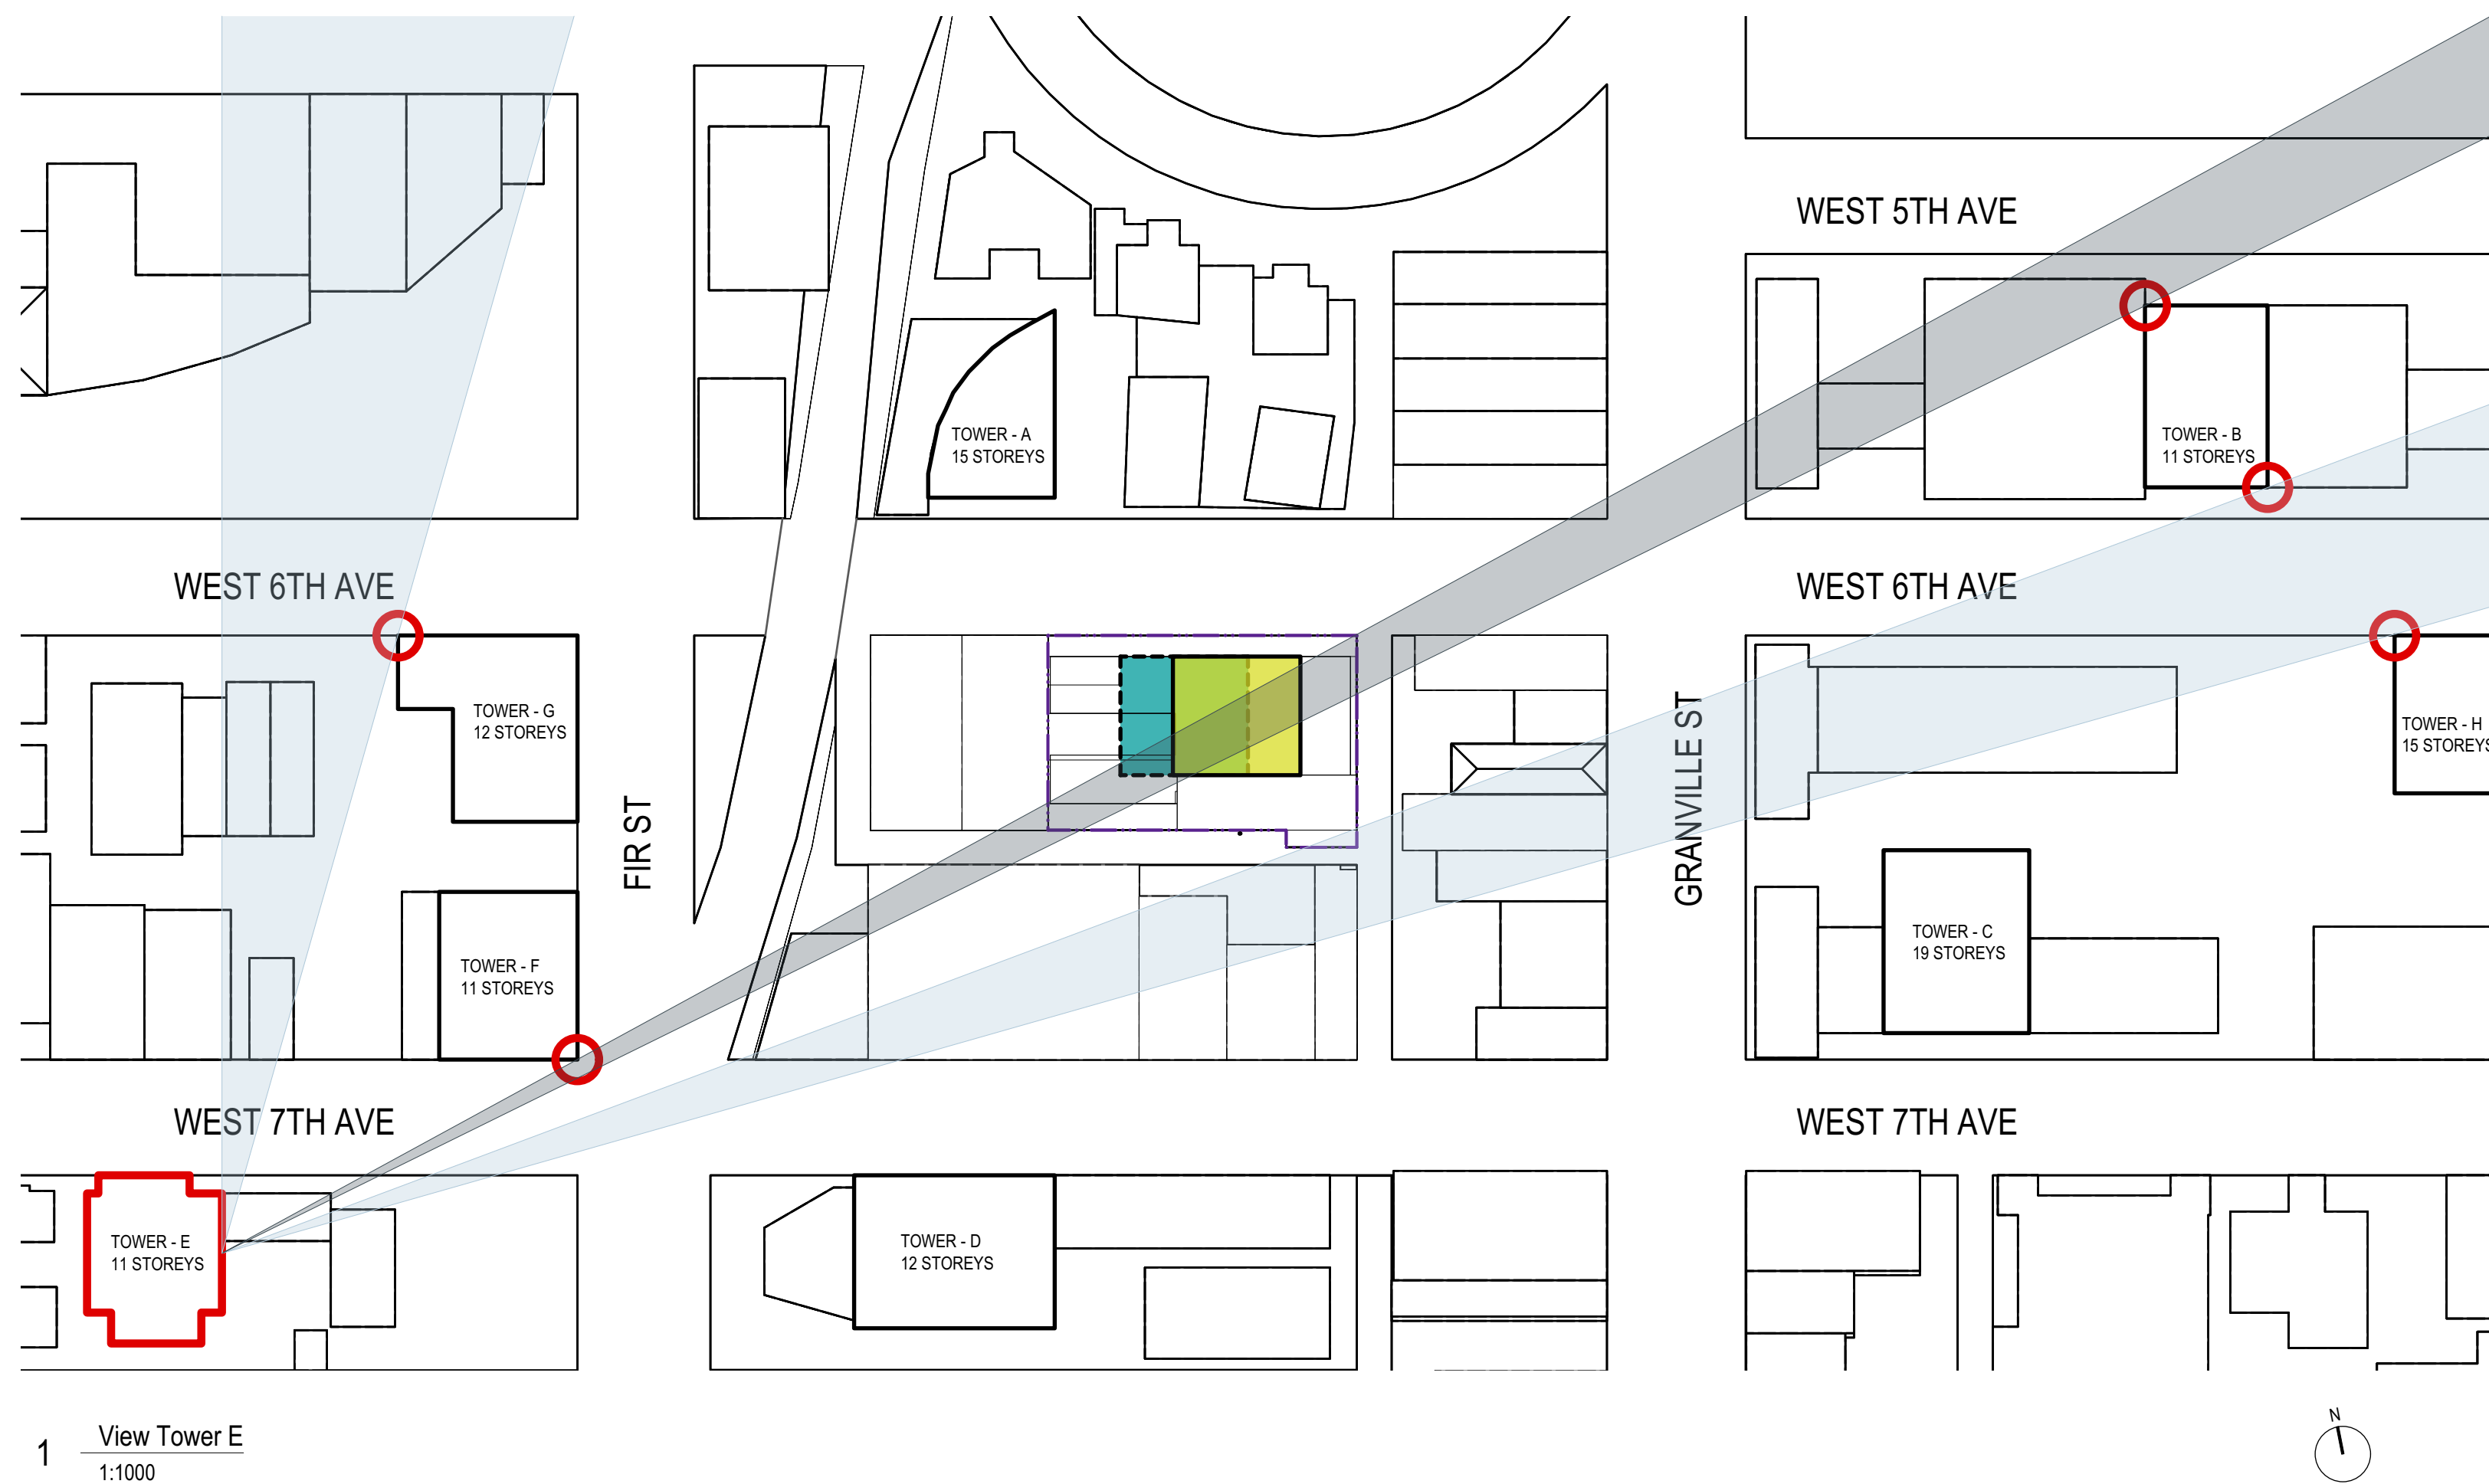 WEST 5TH AVE
TOWER - A
15 STOREYS
TOWER - B
11 STOREYS
WEST 6TH AVE
WEST 6TH AVE
TOWER - G
12 STOREYS
GRANVILLE ST
TOWER - H
15 STOREYS
FIR ST
TOWER - F
11 STOREYS
TOWER - C
19 STOREYS
WEST 7TH AVE
WEST 7TH AVE
TOWER - E
11 STOREYS
TOWER - D
12 STOREYS
N
1
View Tower E
1:1000